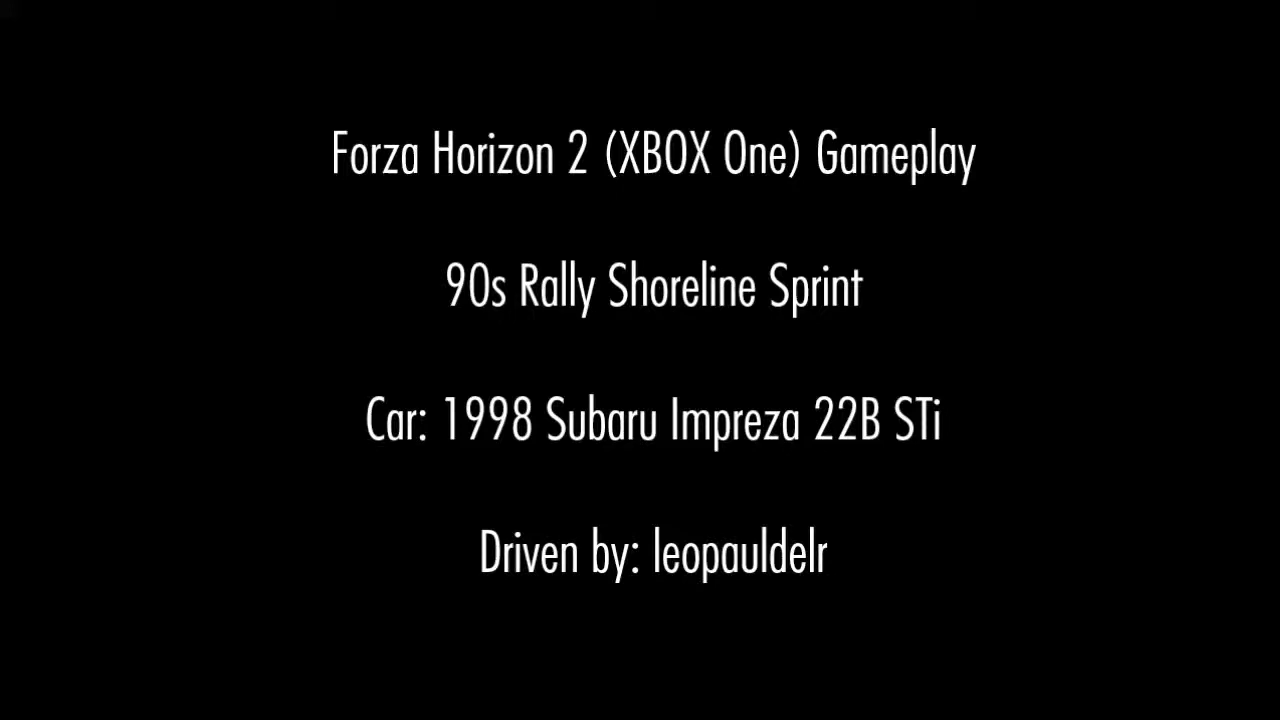 Forza Horizon 2 (XBOX One) Gameplay
90s Rally Shoreline Sprint
Car: 1998 Subaru Impreza 22B STi
Driven by: leopauldelr